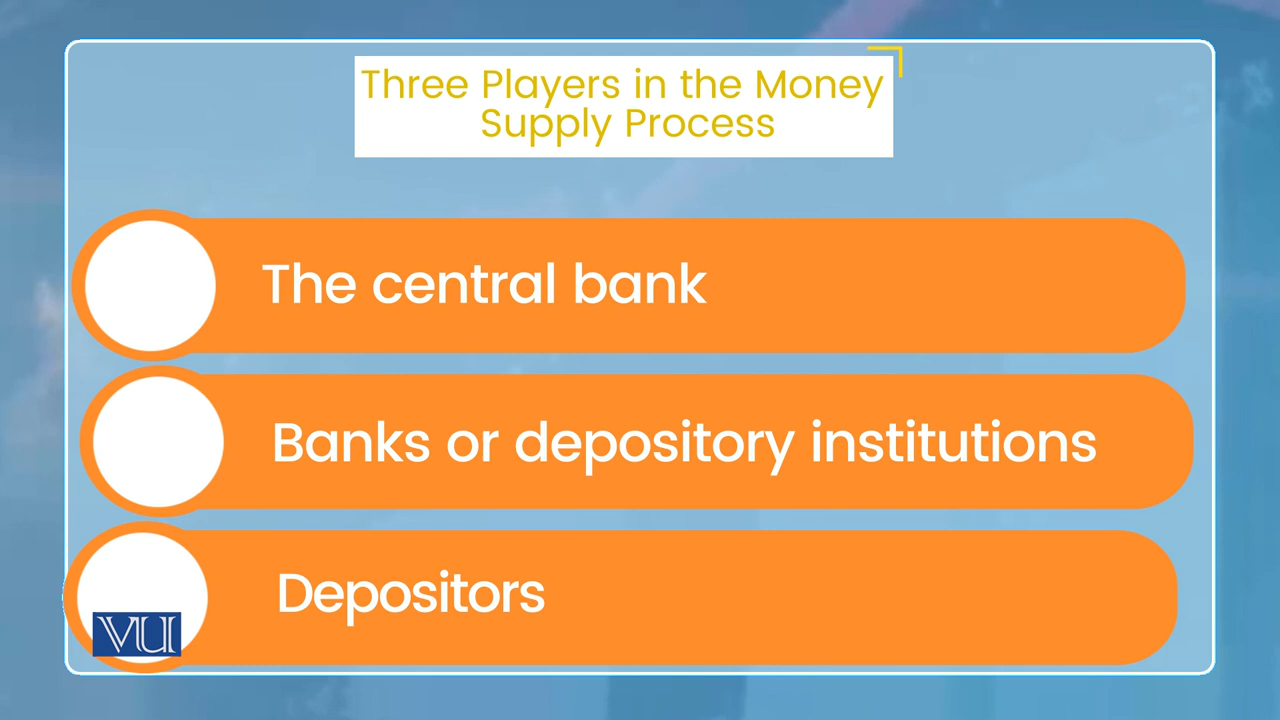 Three Players in the Money
Supply Process
The central bank
Banks or depository institutions
Depositors
VU